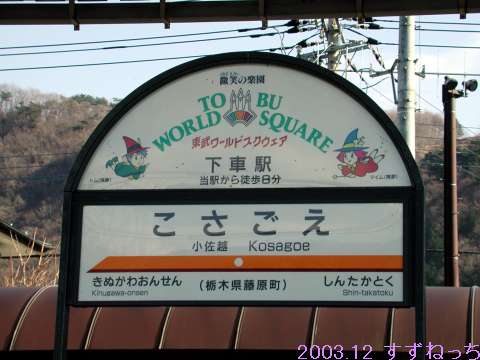 微笑の楽園
TOBU
WORLD SQUARE
東武ワールドスクウェア
下車駅
当駅から徒歩8分
こさごえ
小佐越 Kosagoe
きぬがわおんせん しんたかとく
Kinugawa-onsen (栃木県藤原町) Shin-takatoku
2003.12 すずねっち